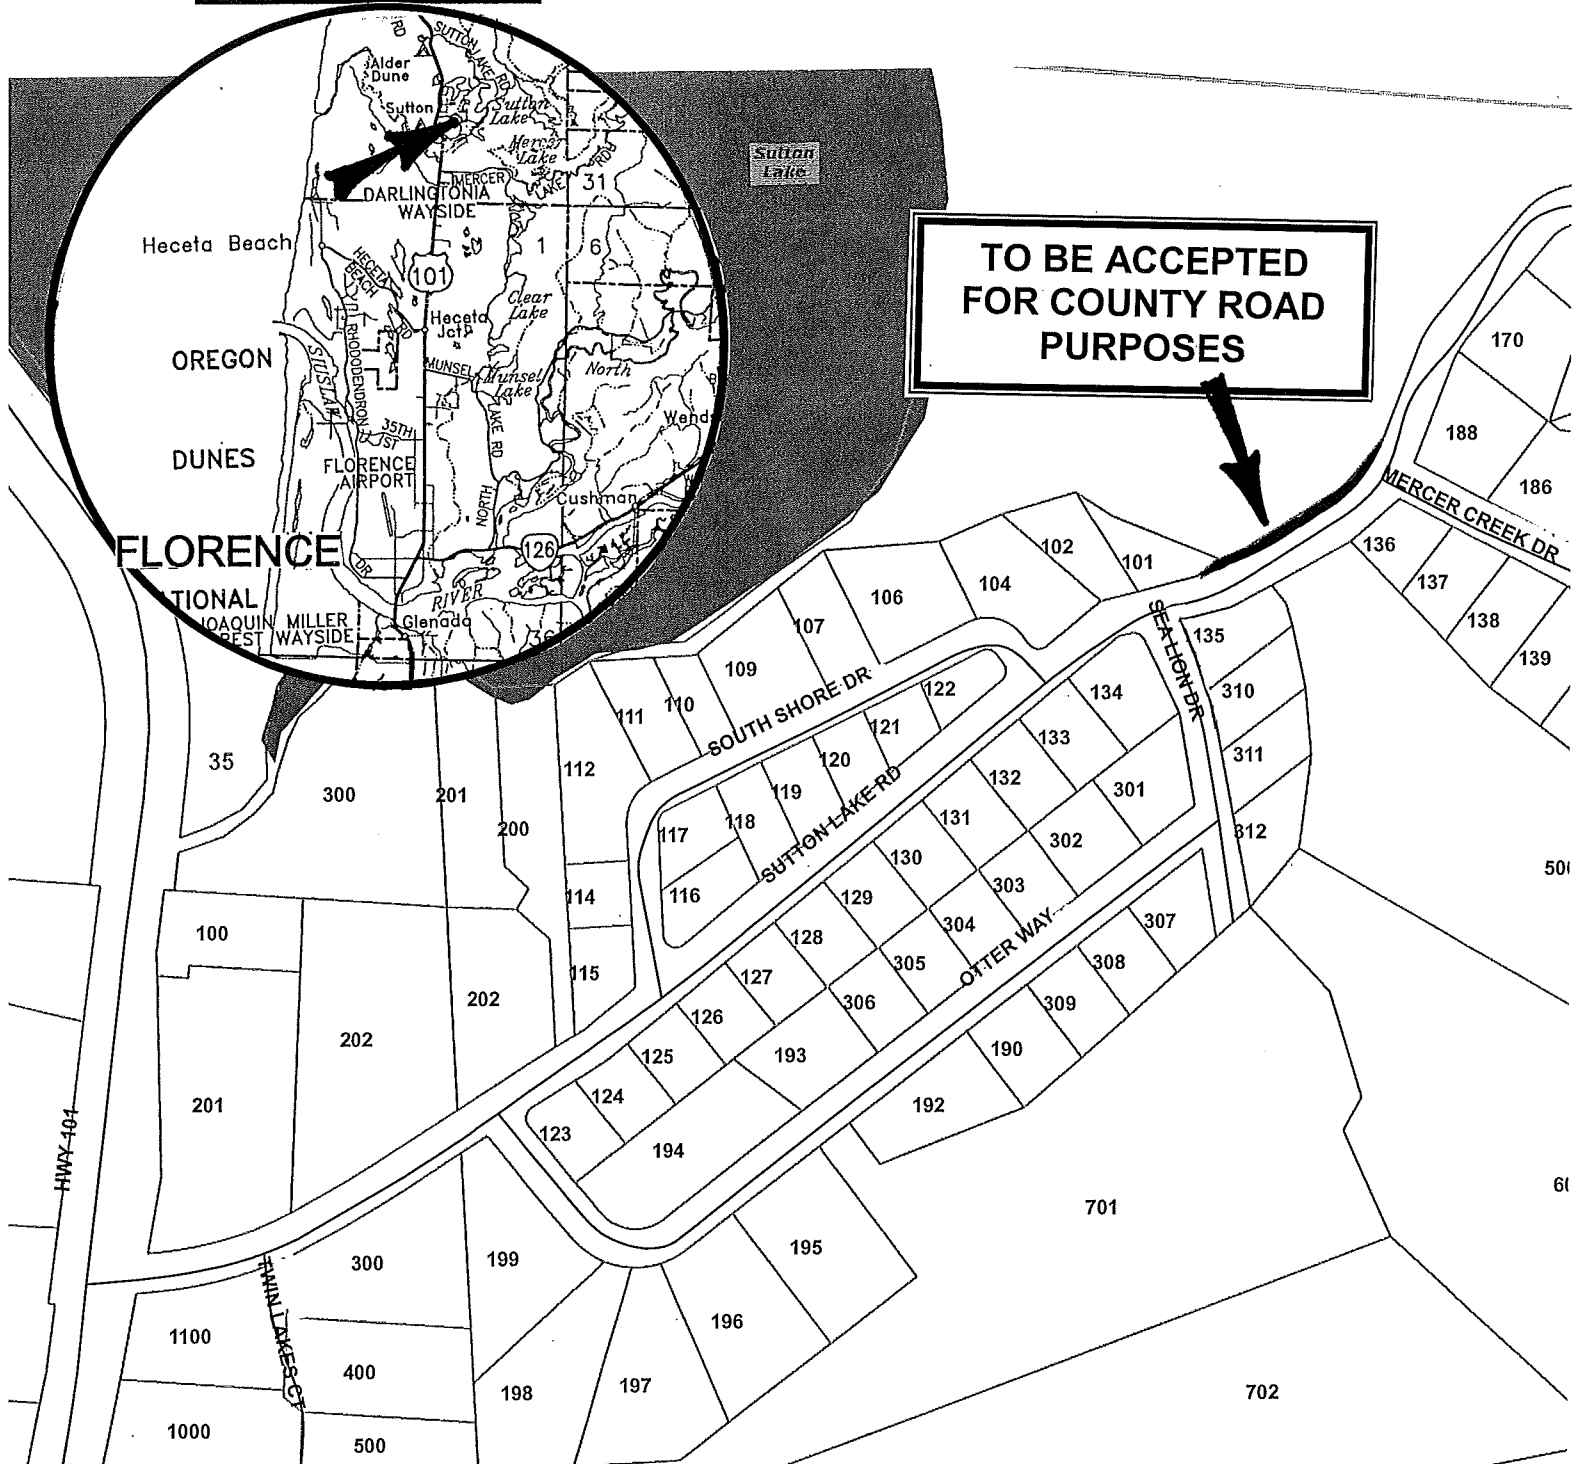 RD
SUTTON LAKE RD
Alder
Dune
Sutton
Sutton
Lake
Mercer
Lake
MERCER
LAKE
RD
31
DARLINGTONIA
WAYSIDE
Heceta Beach
HECETA
BEACH
RD
101
1
6
Clear
Lake
Heceta
Jct
OREGON
SIUSLAW
RHODODENDRON
DR
MUNSEL
LAKE RD
Munsel
Lake
North
35TH
ST
DUNES
FLORENCE
AIRPORT
NORTH
Cushman
FLORENCE
126
TIONAL
RIVER
JOAQUIN MILLER
REST WAYSIDE
Glenada
36
Sutton
Lake
TO BE ACCEPTED
FOR COUNTY ROAD
PURPOSES
170
188
186
MERCER CREEK DR
136
137
138
139
101
102
104
106
107
109
110
111
112
114
115
SOUTH SHORE DR
122
121
120
119
118
117
116
SUTTON LAKE RD
SEA LION DR
135
310
311
312
134
133
132
131
130
129
128
127
126
125
124
123
301
302
303
304
305
306
193
194
OTTER WAY
307
308
309
190
192
35
300
201
200
100
202
202
201
HWY 101
TWIN LAKES CT
300
199
195
196
197
198
1100
400
1000
500
701
702